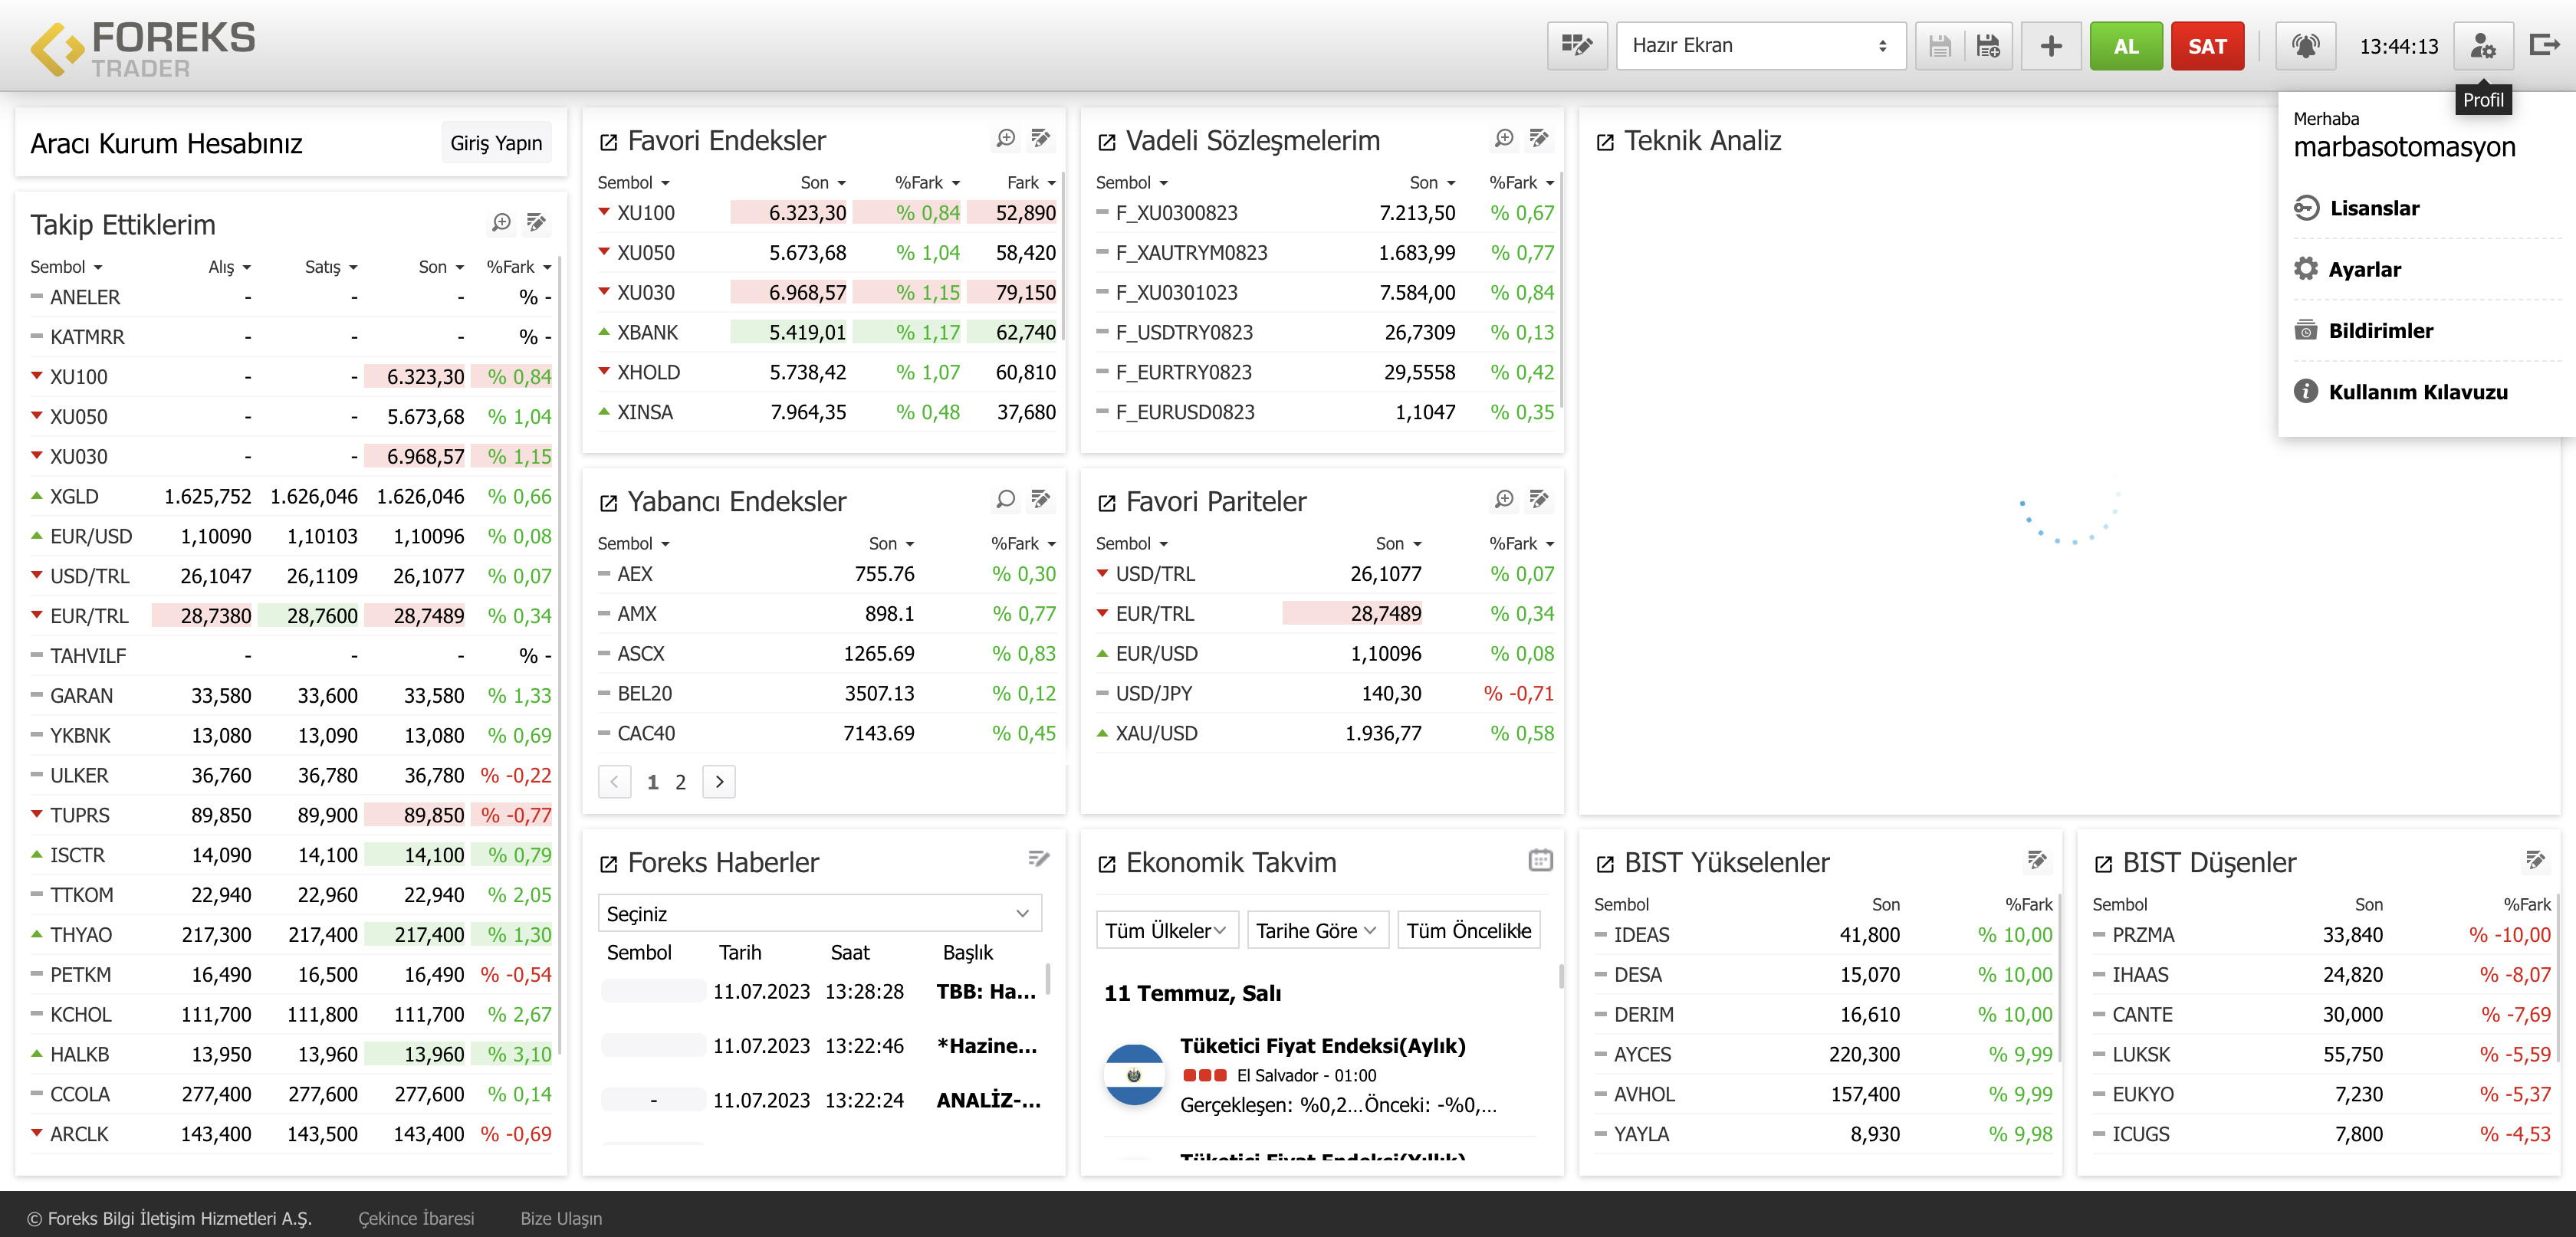 FOREKS
TRADER
Hazır Ekran
AL
SAT
13:44:13
Profil
Merhaba
marbasotomasyon
Lisanslar
Ayarlar
Bildirimler
Kullanım Kılavuzu
Aracı Kurum Hesabınız
Giriş Yapın
Takip Ettiklerim
Sembol Alış Satış Son %Fark
ANELER - - - % -
KATMRR - - - % -
XU100 - - 6.323,30 % 0,84
XU050 - - 5.673,68 % 1,04
XU030 - - 6.968,57 % 1,15
XGLD 1.625,752 1.626,046 1.626,046 % 0,66
EUR/USD 1,10090 1,10103 1,10096 % 0,08
USD/TRL 26,1047 26,1109 26,1077 % 0,07
EUR/TRL 28,7380 28,7600 28,7489 % 0,34
TAHVILF - - - % -
GARAN 33,580 33,600 33,580 % 1,33
YKBNK 13,080 13,090 13,080 % 0,69
ULKER 36,760 36,780 36,780 % -0,22
TUPRS 89,850 89,900 89,850 % -0,77
ISCTR 14,090 14,100 14,100 % 0,79
TTKOM 22,940 22,960 22,940 % 2,05
THYAO 217,300 217,400 217,400 % 1,30
PETKM 16,490 16,500 16,490 % -0,54
KCHOL 111,700 111,800 111,700 % 2,67
HALKB 13,950 13,960 13,960 % 3,10
CCOLA 277,400 277,600 277,600 % 0,14
ARCLK 143,400 143,500 143,400 % -0,69
Favori Endeksler
Sembol Son %Fark Fark
XU100 6.323,30 % 0,84 52,890
XU050 5.673,68 % 1,04 58,420
XU030 6.968,57 % 1,15 79,150
XBANK 5.419,01 % 1,17 62,740
XHOLD 5.738,42 % 1,07 60,810
XINSA 7.964,35 % 0,48 37,680
Vadeli Sözleşmelerim
Sembol Son %Fark
F_XU0300823 7.213,50 % 0,67
F_XAUTRYM0823 1.683,99 % 0,77
F_XU0301023 7.584,00 % 0,84
F_USDTRY0823 26,7309 % 0,13
F_EURTRY0823 29,5558 % 0,42
F_EURUSD0823 1,1047 % 0,35
Teknik Analiz
Yabancı Endeksler
Sembol Son %Fark
AEX 755.76 % 0,30
AMX 898.1 % 0,77
ASCX 1265.69 % 0,83
BEL20 3507.13 % 0,12
CAC40 7143.69 % 0,45
1 2
Favori Pariteler
Sembol Son %Fark
USD/TRL 26,1077 % 0,07
EUR/TRL 28,7489 % 0,34
EUR/USD 1,10096 % 0,08
USD/JPY 140,30 % -0,71
XAU/USD 1.936,77 % 0,58
Foreks Haberler
Seçiniz
Sembol Tarih Saat Başlık
11.07.2023 13:28:28 TBB: Ha...
11.07.2023 13:22:46 *Hazine...
- 11.07.2023 13:22:24 ANALİZ-...
Ekonomik Takvim
Tüm Ülkeler Tarihe Göre Tüm Öncelikle
11 Temmuz, Salı
Tüketici Fiyat Endeksi(Aylık)
El Salvador - 01:00
Gerçekleşen: %0,2... Önceki: -%0,...
Tüketici Fiyat Endeksi(Yıllık)
BIST Yükselenler
Sembol Son %Fark
IDEAS 41,800 % 10,00
DESA 15,070 % 10,00
DERIM 16,610 % 10,00
AYCES 220,300 % 9,99
AVHOL 157,400 % 9,99
YAYLA 8,930 % 9,98
BIST Düşenler
Sembol Son %Fark
PRZMA 33,840 % -10,00
IHAAS 24,820 % -8,07
CANTE 30,000 % -7,69
LUKSK 55,750 % -5,59
EUKYO 7,230 % -5,37
ICUGS 7,800 % -4,53
© Foreks Bilgi İletişim Hizmetleri A.Ş. Çekince İbaresi Bize Ulaşın